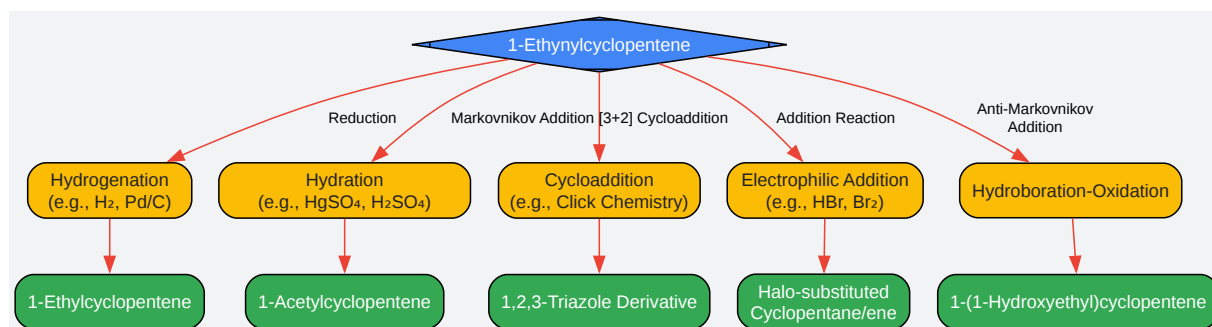 1-Ethynylcyclopentene
Reduction
Markovnikov Addition
[3+2] Cycloaddition
Addition Reaction
Anti-Markovnikov
Addition
Hydrogenation
(e.g., H₂, Pd/C)
Hydration
(e.g., HgSO₄, H₂SO₄)
Cycloaddition
(e.g., Click Chemistry)
Electrophilic Addition
(e.g., HBr, Br₂)
Hydroboration-Oxidation
1-Ethylcyclopentene
1-Acetylcyclopentene
1,2,3-Triazole Derivative
Halo-substituted
Cyclopentane/ene
1-(1-Hydroxyethyl)cyclopentene